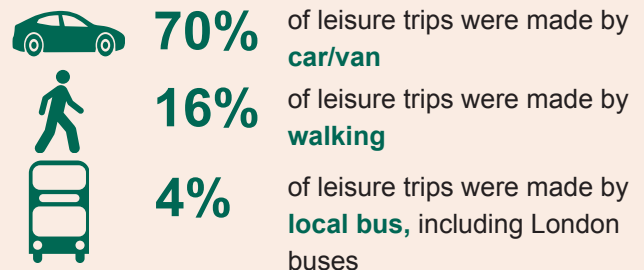 70% of leisure trips were made by
car/van
16% of leisure trips were made by
walking
4% of leisure trips were made by
local bus, including London
buses